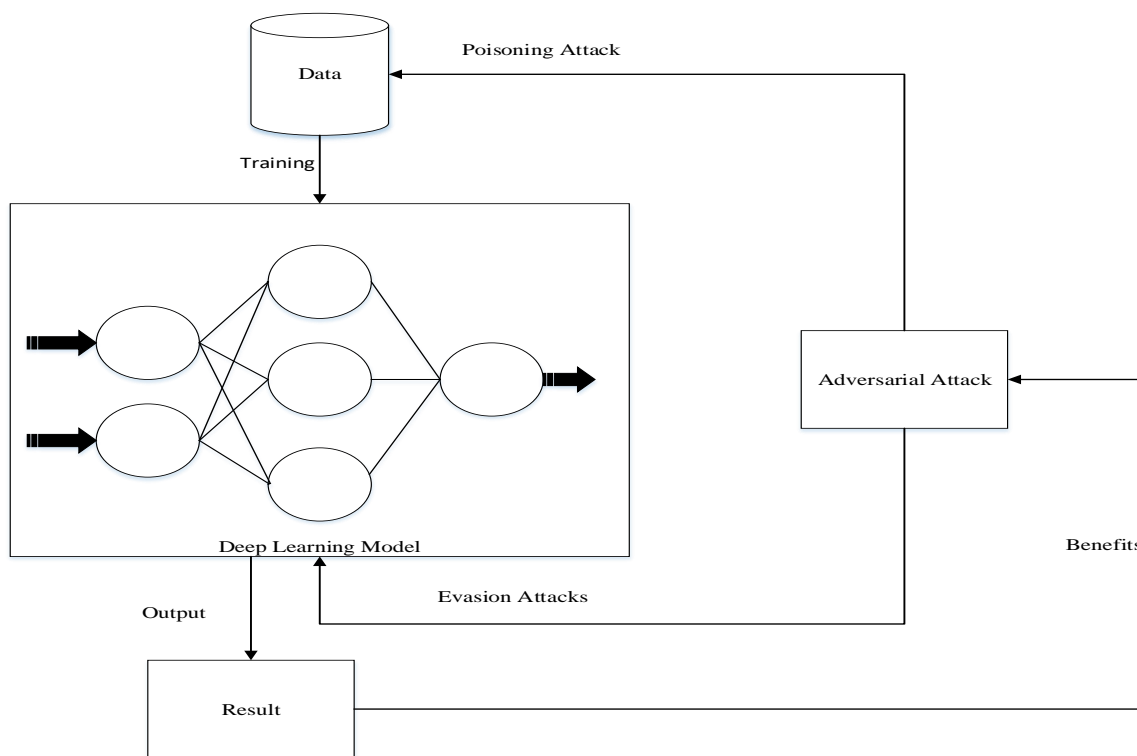 Poisoning Attack
Data
Training
Adversarial Attack
Deep Learning Model
Benefits
Evasion Attacks
Output
Result